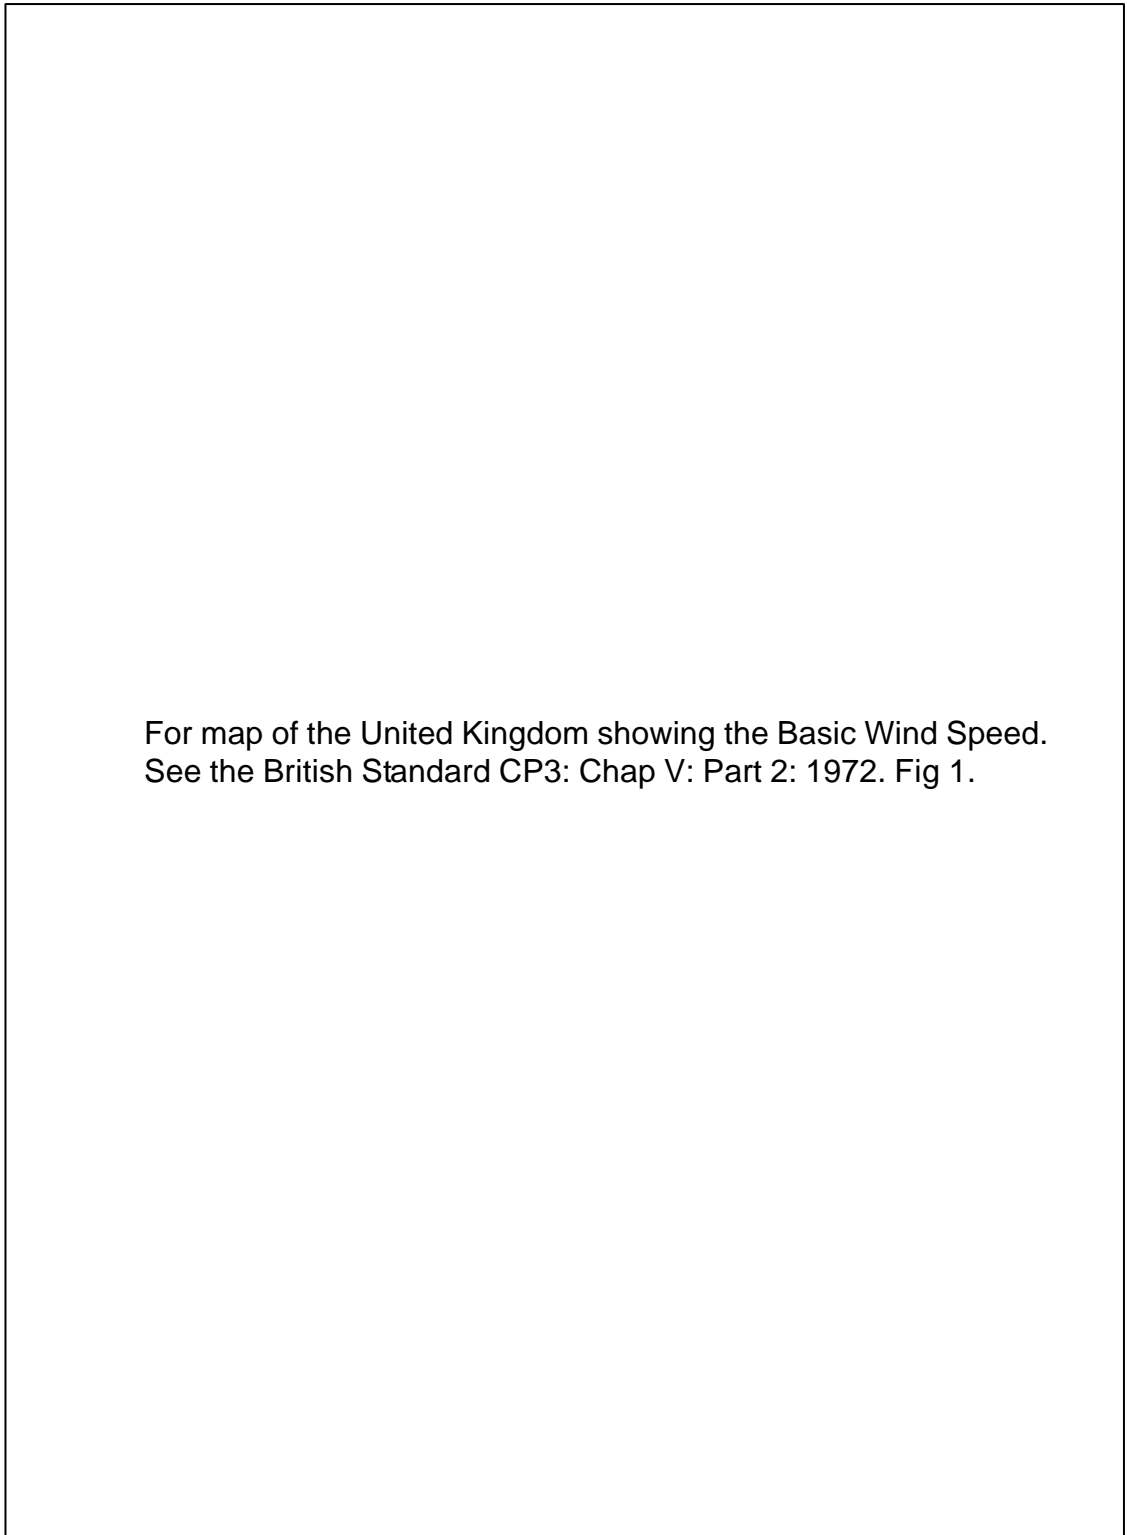 For map of the United Kingdom showing the Basic Wind Speed.
See the British Standard CP3: Chap V: Part 2: 1972. Fig 1.